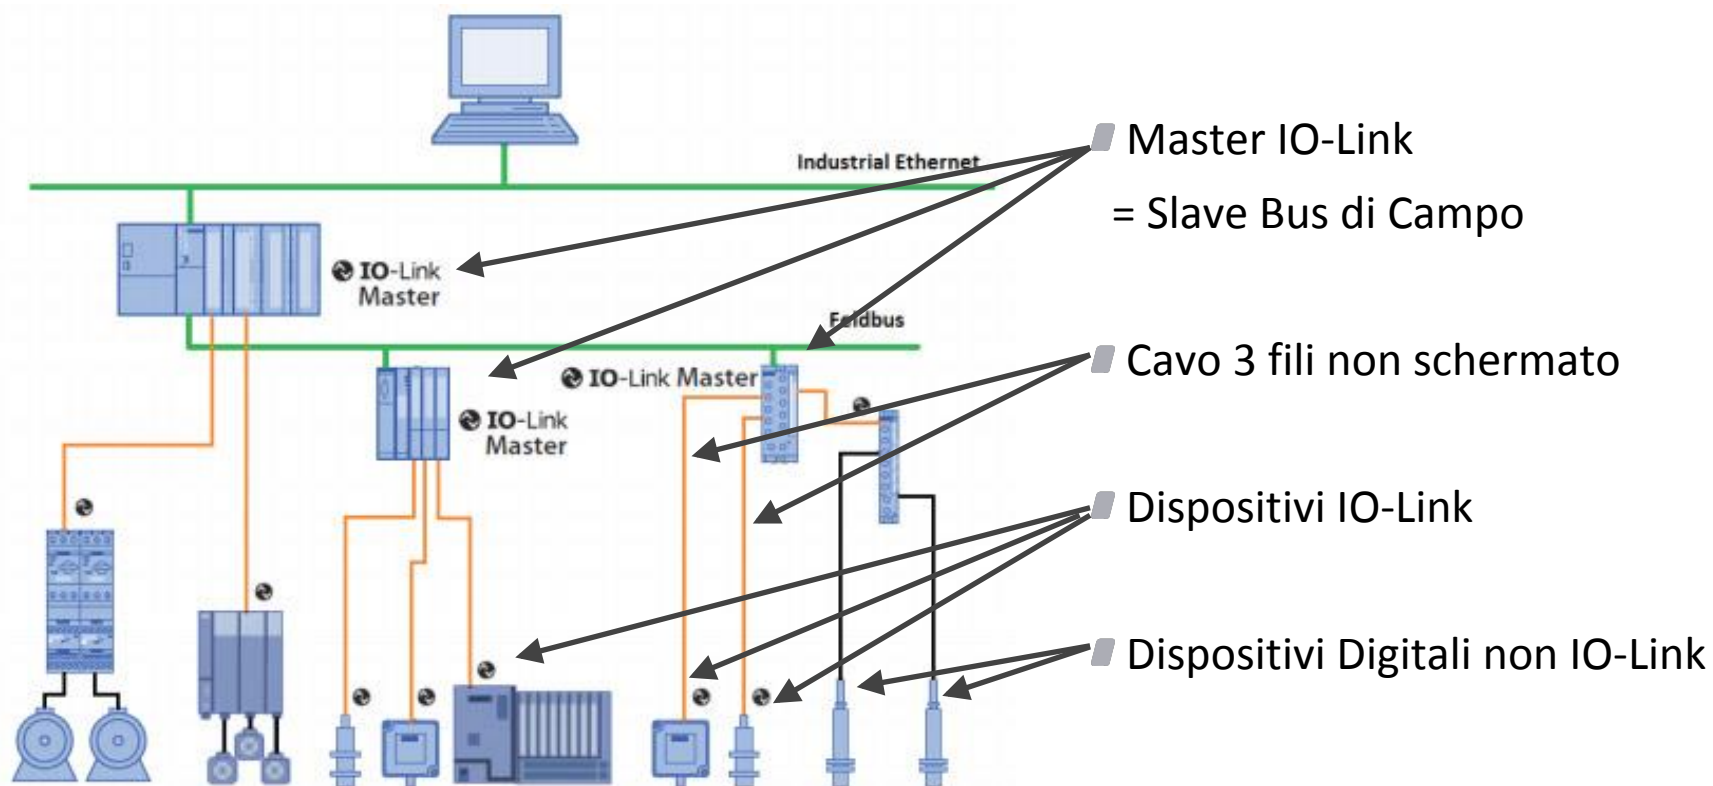 Industrial Ethernet
Master IO-Link
= Slave Bus di Campo
IO-Link
Master
Feldbus
IO-Link Master
IO-Link
Master
Cavo 3 fili non schermato
Dispositivi IO-Link
Dispositivi Digitali non IO-Link